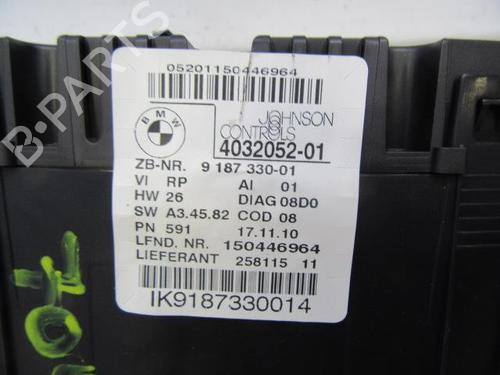 05201150446964
BMW
JOHNSON
CONTROLS
4032052-01
ZB-NR. 9 187 330-01
VI RP AI 01
HW 26 DIAG 08D0
SW A3.45.82 COD 08
PN 591 17.11.10
LFND. NR. 150446964
LIEFERANT 258115 11
IK9187330014